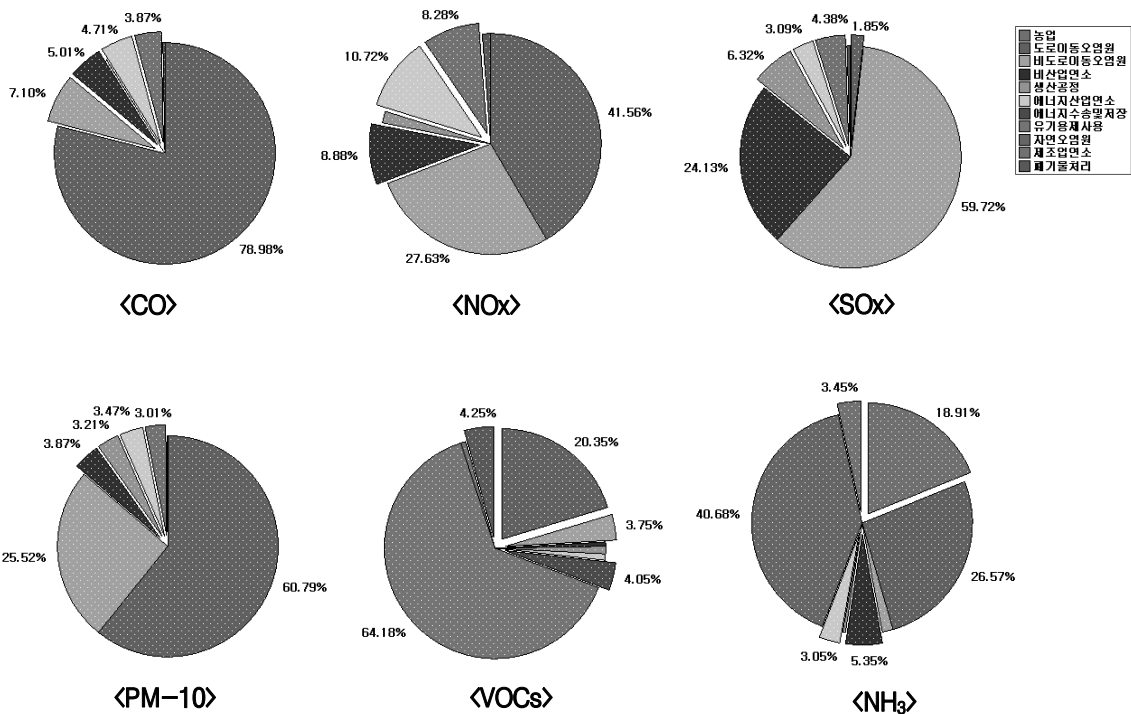 3.87%
4.71%
5.01%
7.10%
78.98%
<CO>
8.28%
10.72%
8.88%
27.63%
41.56%
<NOx>
4.38%
1.85%
3.09%
6.32%
24.13%
59.72%
<SOx>
농업
도로이동오염원
비도로이동오염원
비산업연소
생산공정
에너지산업연소
에너지수송및저장
유기용제사용
자연오염원
제조업연소
폐기물처리
3.47%
3.01%
3.21%
3.87%
25.52%
60.79%
<PM-10>
4.25%
20.35%
3.75%
4.05%
64.18%
<VOCs>
3.45%
18.91%
40.68%
26.57%
3.05%
5.35%
<NH₃>